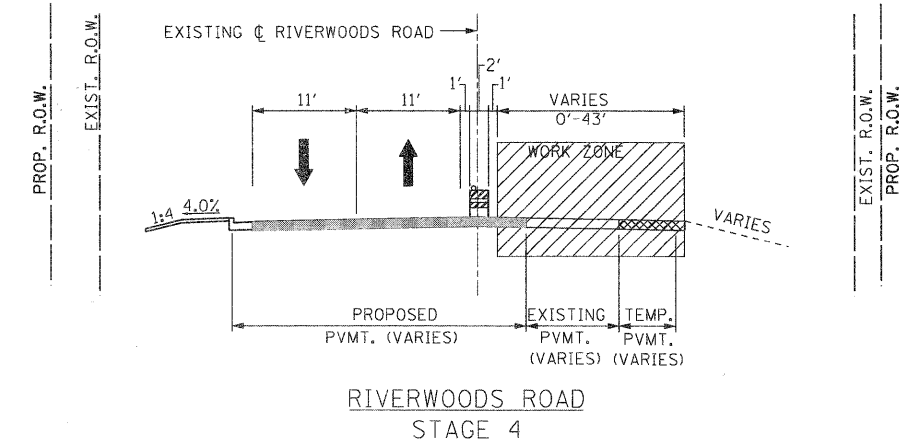 EXISTING ℄ RIVERWOODS ROAD
2'
1'
1'
11'
11'
VARIES
0'-43'
WORK ZONE
PROP. R.O.W.
EXIST. R.O.W.
EXIST. R.O.W.
PROP. R.O.W.
1:4
4.0%
VARIES
PROPOSED
PVMT. (VARIES)
EXISTING
PVMT.
(VARIES)
TEMP.
PVMT.
(VARIES)
RIVERWOODS ROAD
STAGE 4